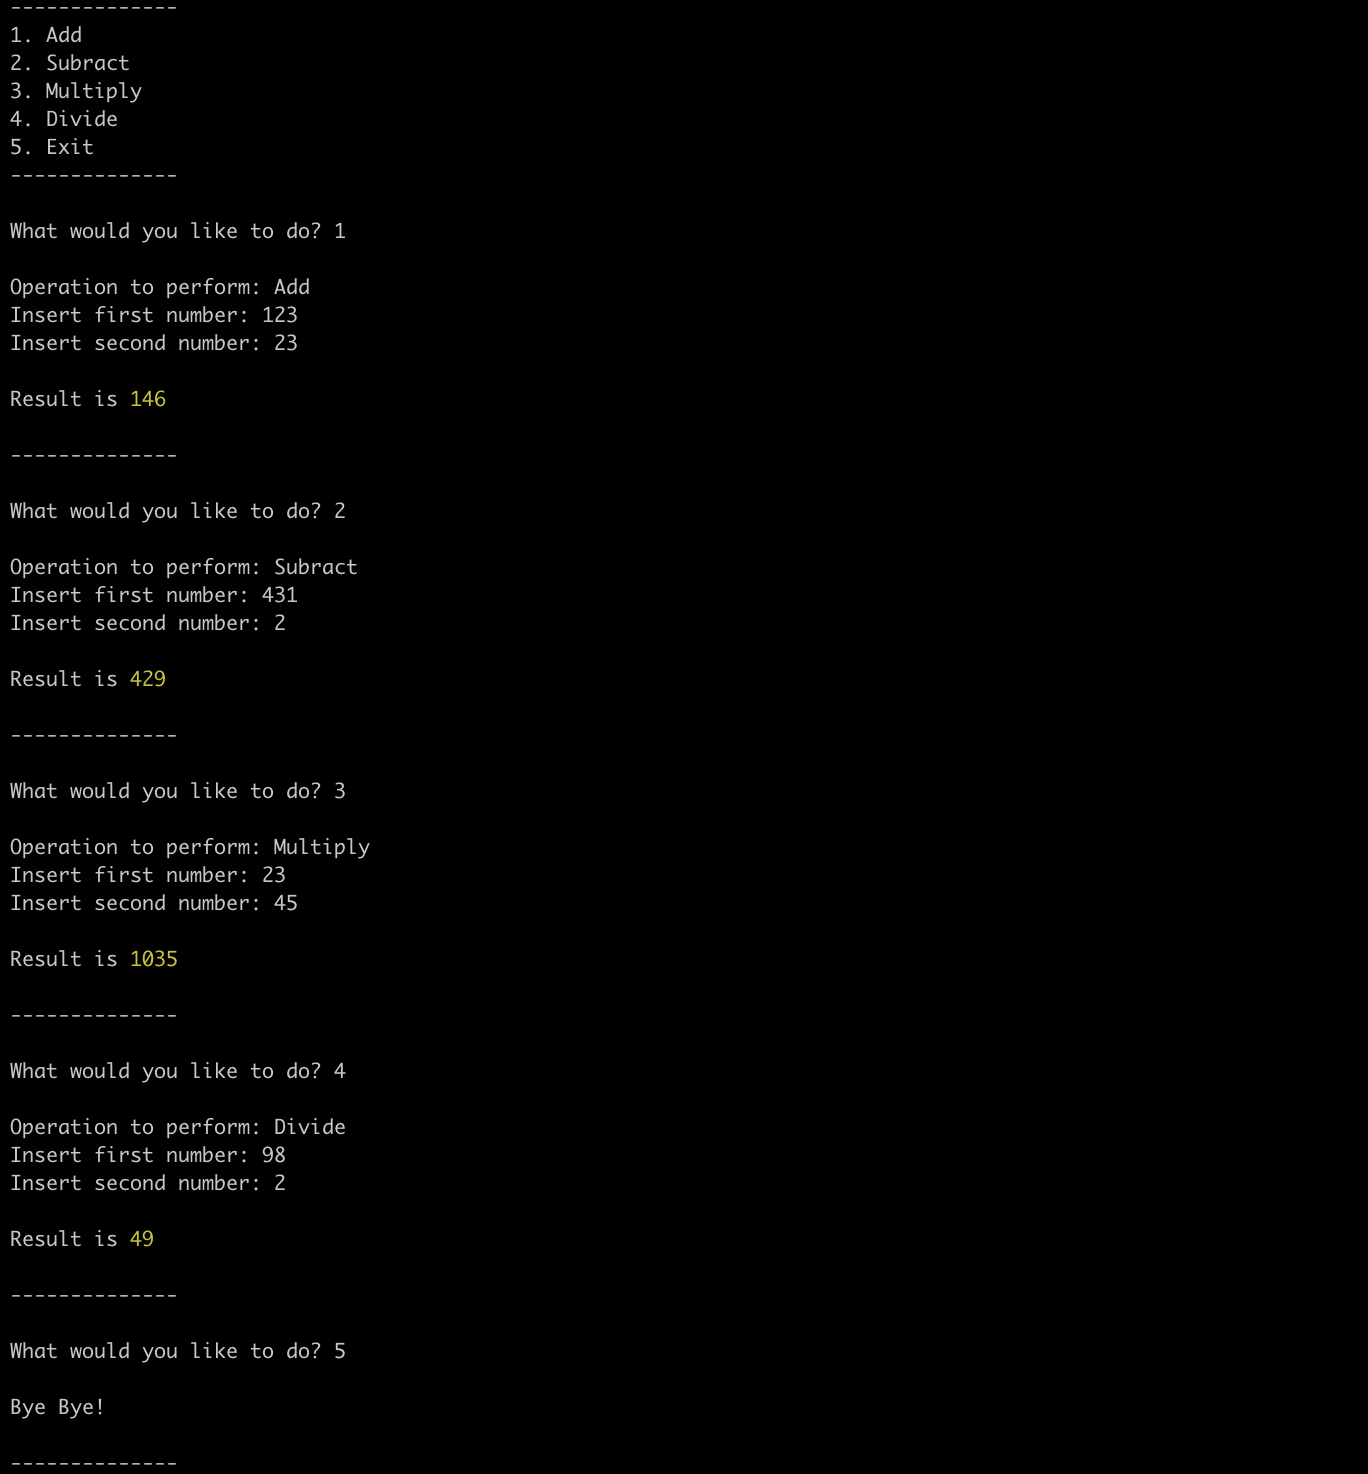 --------------
1. Add
2. Subract
3. Multiply
4. Divide
5. Exit
--------------
What would you like to do? 1
Operation to perform: Add
Insert first number: 123
Insert second number: 23
Result is 146
--------------
What would you like to do? 2
Operation to perform: Subract
Insert first number: 431
Insert second number: 2
Result is 429
--------------
What would you like to do? 3
Operation to perform: Multiply
Insert first number: 23
Insert second number: 45
Result is 1035
--------------
What would you like to do? 4
Operation to perform: Divide
Insert first number: 98
Insert second number: 2
Result is 49
--------------
What would you like to do? 5
Bye Bye!
--------------